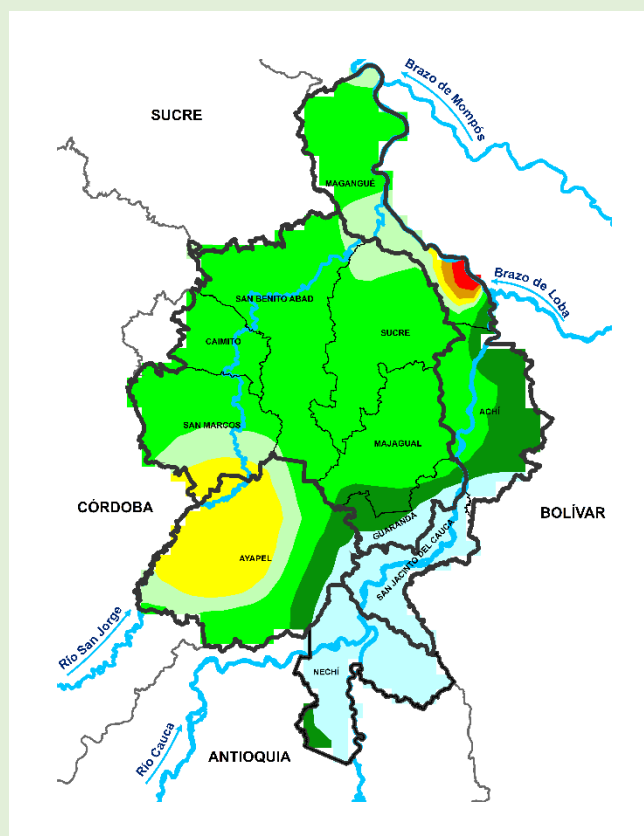 Brazo de Mompós
SUCRE
MAGANGUÉ
Brazo de Loba
SAN BENITO ABAD
SUCRE
CAIMITO
ACHÍ
SAN MARCOS
MAJAGUAL
CÓRDOBA
BOLÍVAR
GUARANDA
AYAPEL
SAN JACINTO DEL CAUCA
Río San Jorge
NECHÍ
Río Cauca
ANTIOQUIA